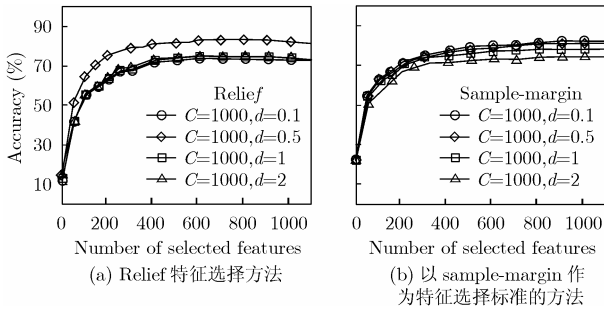 90
70
50
30
10
Accuracy (%)
Relief
C=1000,d=0.1
C=1000,d=0.5
C=1000,d=1
C=1000,d=2
0 200 400 600 800 1000
Number of selected features
(a) Relief 特征选择方法
Sample-margin
C=1000,d=0.1
C=1000,d=0.5
C=1000,d=1
C=1000,d=2
0 200 400 600 800 1000
Number of selected features
(b) 以 sample-margin 作
为特征选择标准的方法